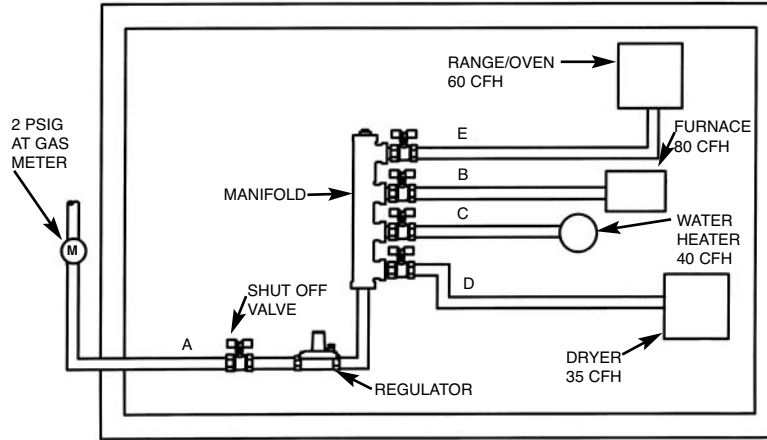 RANGE/OVEN
60 CFH
2 PSIG
AT GAS
METER
E
FURNACE
80 CFH
B
MANIFOLD
C
WATER
HEATER
40 CFH
M
D
SHUT OFF
VALVE
A
DRYER
35 CFH
REGULATOR